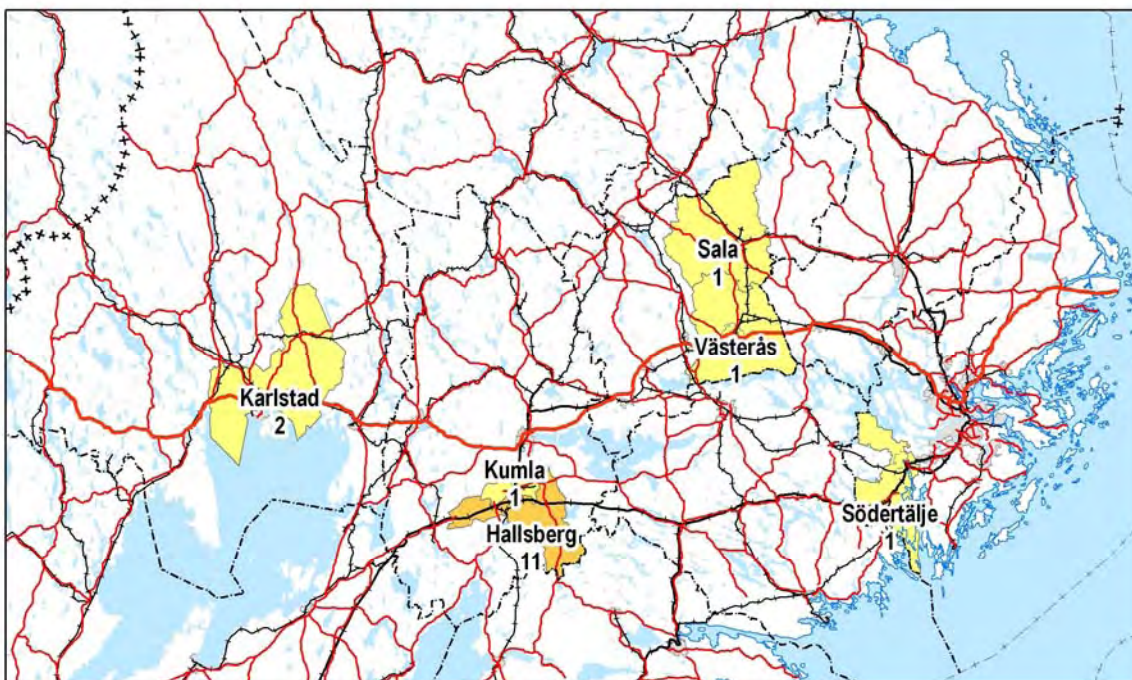 Sala
1
Västerås
1
Karlstad
2
Kumla
1
Hallsberg
11
Södertälje
1